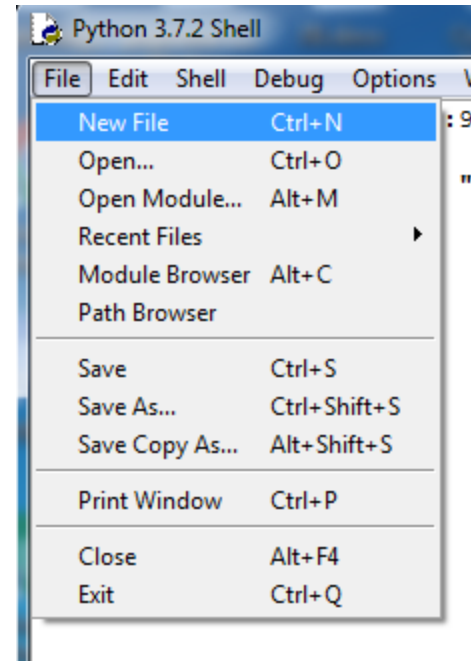 Python 3.7.2 Shell
File Edit Shell Debug Options
New File Ctrl+N : 9
Open... Ctrl+O
"
Open Module... Alt+M
Recent Files
Module Browser Alt+C
Path Browser
Save Ctrl+S
Save As... Ctrl+Shift+S
Save Copy As... Alt+Shift+S
Print Window Ctrl+P
Close Alt+F4
Exit Ctrl+Q